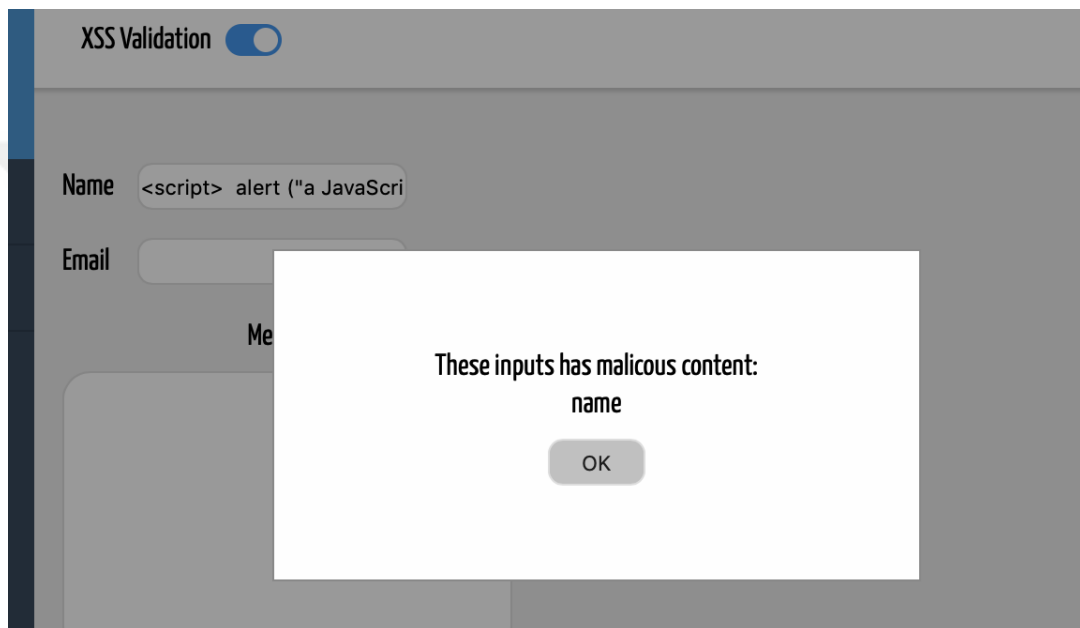 XSS Validation
Name
<script> alert ("a JavaScri
Email
Me
These inputs has malicous content:
name
OK